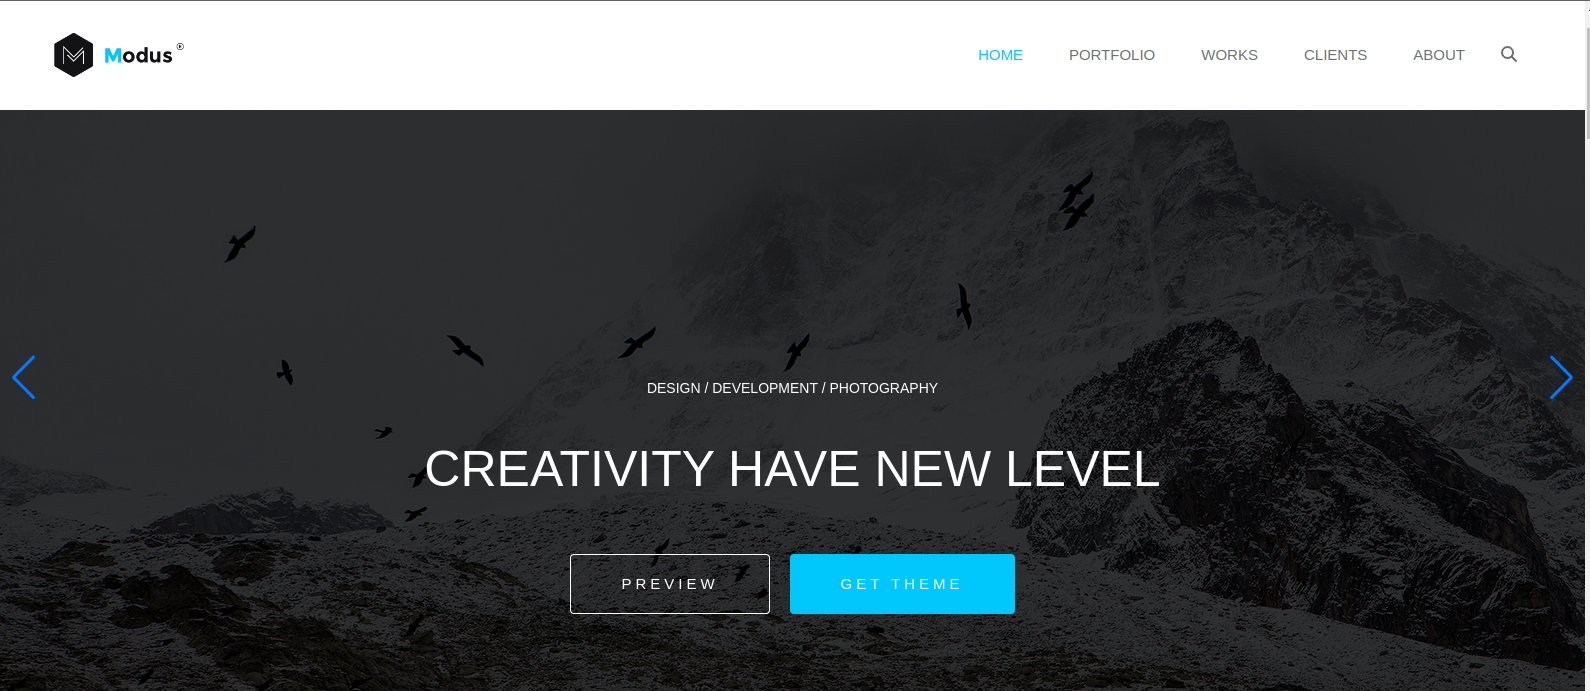 Modus ®
HOME PORTFOLIO WORKS CLIENTS ABOUT
DESIGN / DEVELOPMENT / PHOTOGRAPHY
CREATIVITY HAVE NEW LEVEL
PREVIEW GET THEME